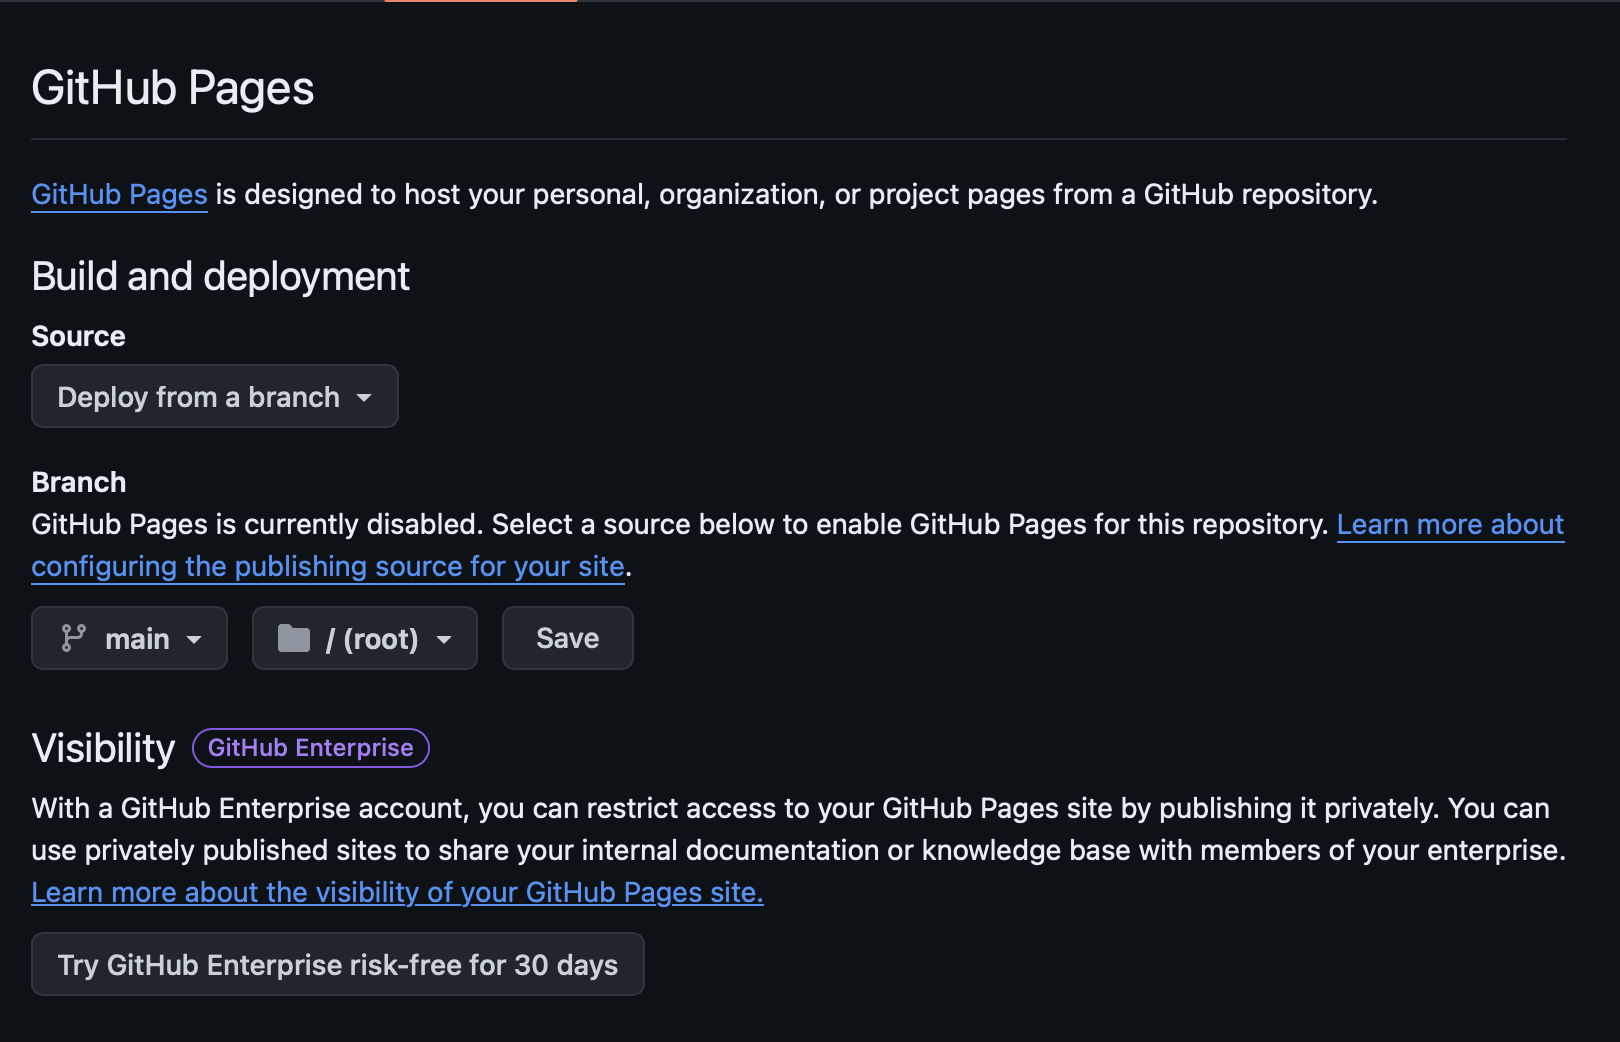 GitHub Pages
GitHub Pages is designed to host your personal, organization, or project pages from a GitHub repository.
Build and deployment
Source
Deploy from a branch
Branch
GitHub Pages is currently disabled. Select a source below to enable GitHub Pages for this repository. Learn more about
configuring the publishing source for your site.
main / (root) Save
Visibility GitHub Enterprise
With a GitHub Enterprise account, you can restrict access to your GitHub Pages site by publishing it privately. You can
use privately published sites to share your internal documentation or knowledge base with members of your enterprise.
Learn more about the visibility of your GitHub Pages site.
Try GitHub Enterprise risk-free for 30 days